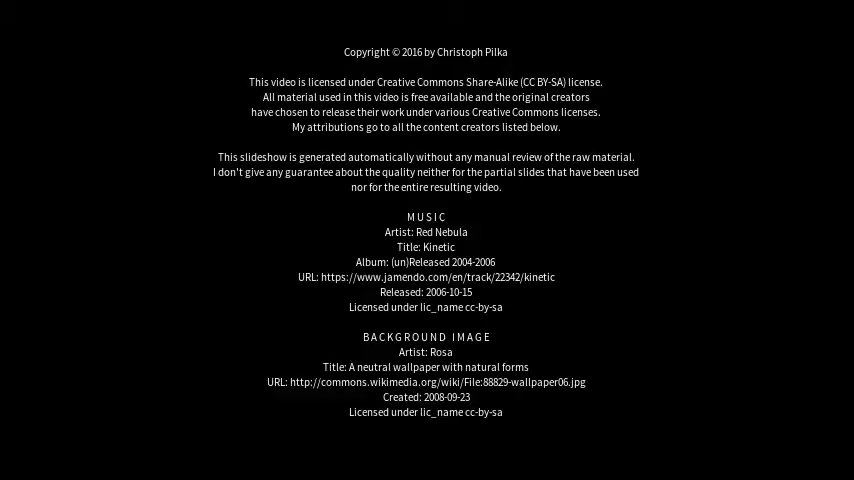 Copyright © 2016 by Christoph Pilka
This video is licensed under Creative Commons Share-Alike (CC BY-SA) license.
All material used in this video is free available and the original creators
have chosen to release their work under various Creative Commons licenses.
My attributions go to all the content creators listed below.
This slideshow is generated automatically without any manual review of the raw material.
I don't give any guarantee about the quality neither for the partial slides that have been used
nor for the entire resulting video.
MUSIC
Artist: Red Nebula
Title: Kinetic
Album: (un)Released 2004-2006
URL: https://www.jamendo.com/en/track/22342/kinetic
Released: 2006-10-15
Licensed under lic_name cc-by-sa
BACKGROUND IMAGE
Artist: Rosa
Title: A neutral wallpaper with natural forms
URL: http://commons.wikimedia.org/wiki/File:88829-wallpaper06.jpg
Created: 2008-09-23
Licensed under lic_name cc-by-sa